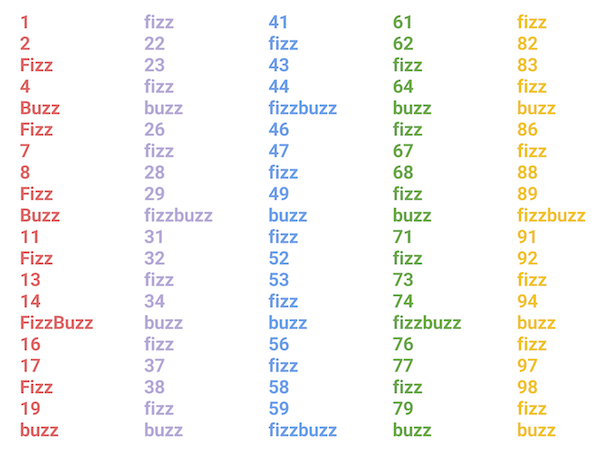 1
2
Fizz
4
Buzz
Fizz
7
8
Fizz
Buzz
11
Fizz
13
14
FizzBuzz
16
17
Fizz
19
buzz
fizz
22
23
fizz
buzz
26
fizz
28
29
fizzbuzz
31
32
fizz
34
buzz
fizz
37
38
fizz
buzz
41
fizz
43
44
fizzbuzz
46
47
fizz
49
buzz
fizz
52
53
fizz
buzz
56
fizz
58
59
fizzbuzz
61
62
fizz
64
buzz
fizz
67
68
fizz
buzz
71
fizz
73
74
fizzbuzz
76
77
fizz
79
buzz
fizz
82
83
fizz
buzz
86
fizz
88
89
fizzbuzz
91
92
fizz
94
buzz
fizz
97
98
fizz
buzz